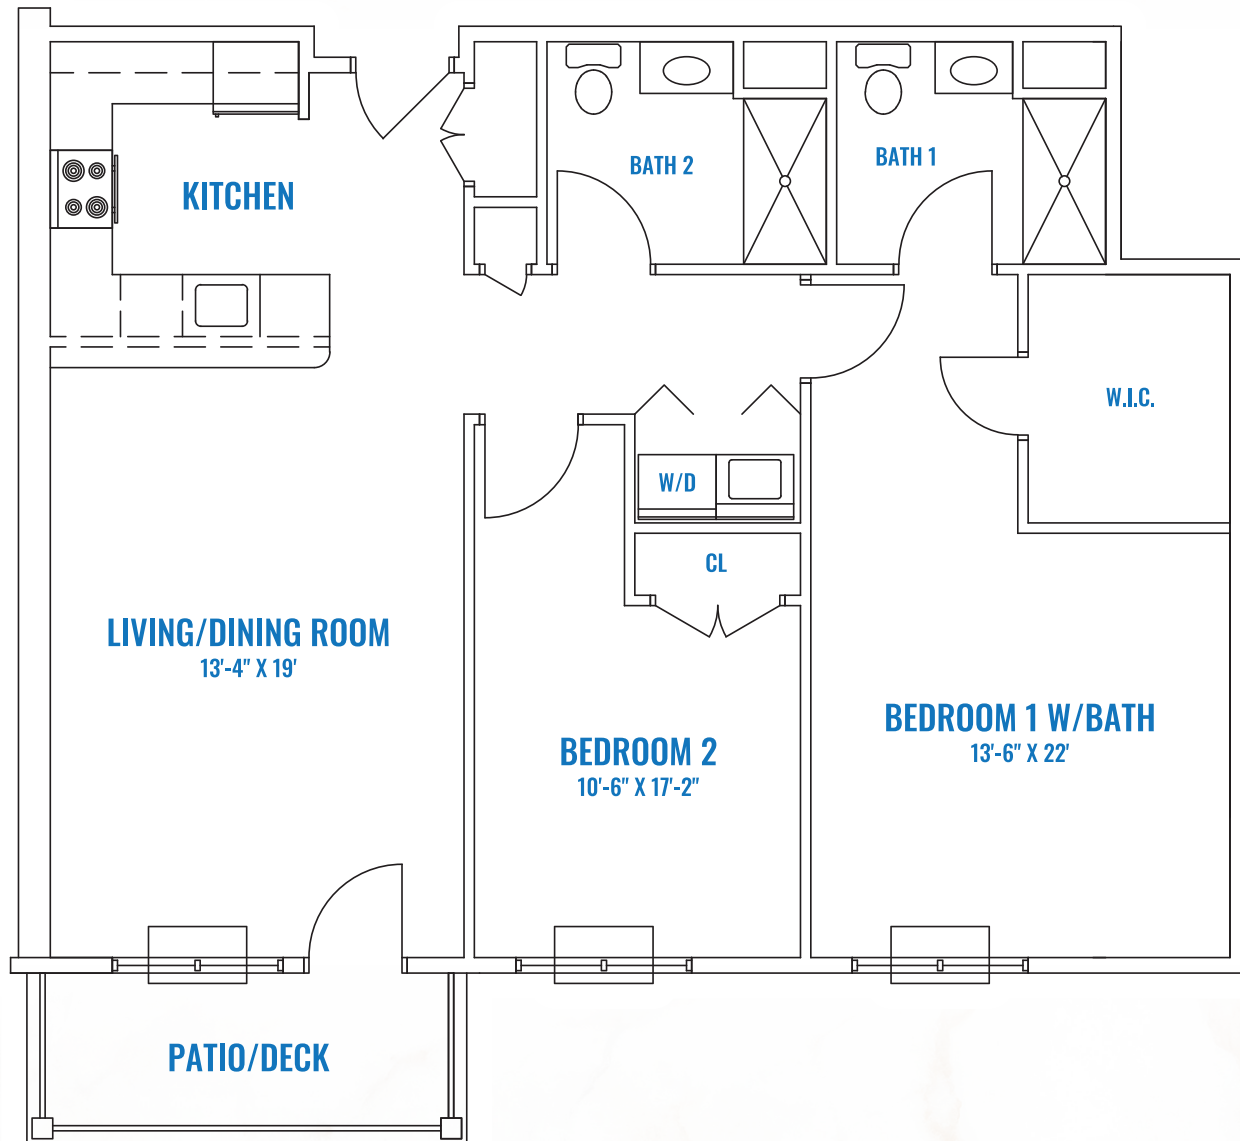 BATH 2
BATH 1
KITCHEN
W.I.C.
W/D
CL
LIVING/DINING ROOM
13'-4" X 19'
BEDROOM 1 W/BATH
13'-6" X 22'
BEDROOM 2
10'-6" X 17'-2"
PATIO/DECK